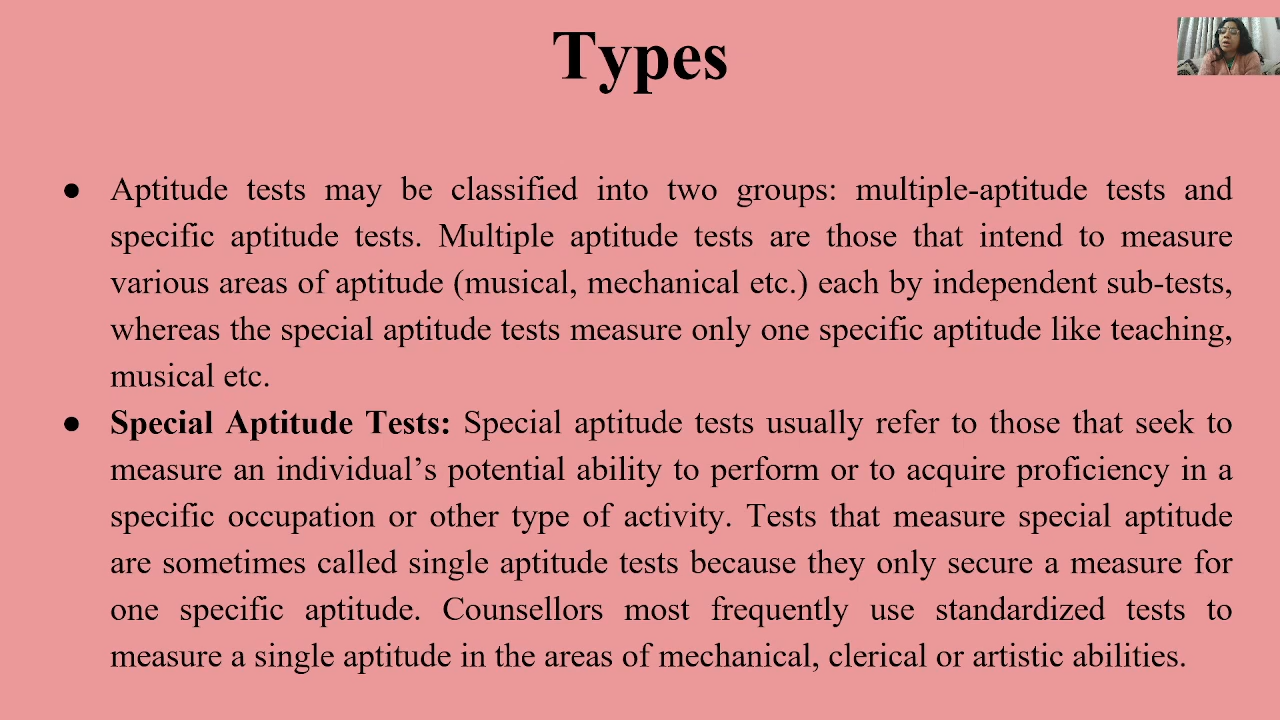 Types
● Aptitude tests may be classified into two groups: multiple-aptitude tests and
specific aptitude tests. Multiple aptitude tests are those that intend to measure
various areas of aptitude (musical, mechanical etc.) each by independent sub-tests,
whereas the special aptitude tests measure only one specific aptitude like teaching,
musical etc.
● Special Aptitude Tests: Special aptitude tests usually refer to those that seek to
measure an individual’s potential ability to perform or to acquire proficiency in a
specific occupation or other type of activity. Tests that measure special aptitude
are sometimes called single aptitude tests because they only secure a measure for
one specific aptitude. Counsellors most frequently use standardized tests to
measure a single aptitude in the areas of mechanical, clerical or artistic abilities.